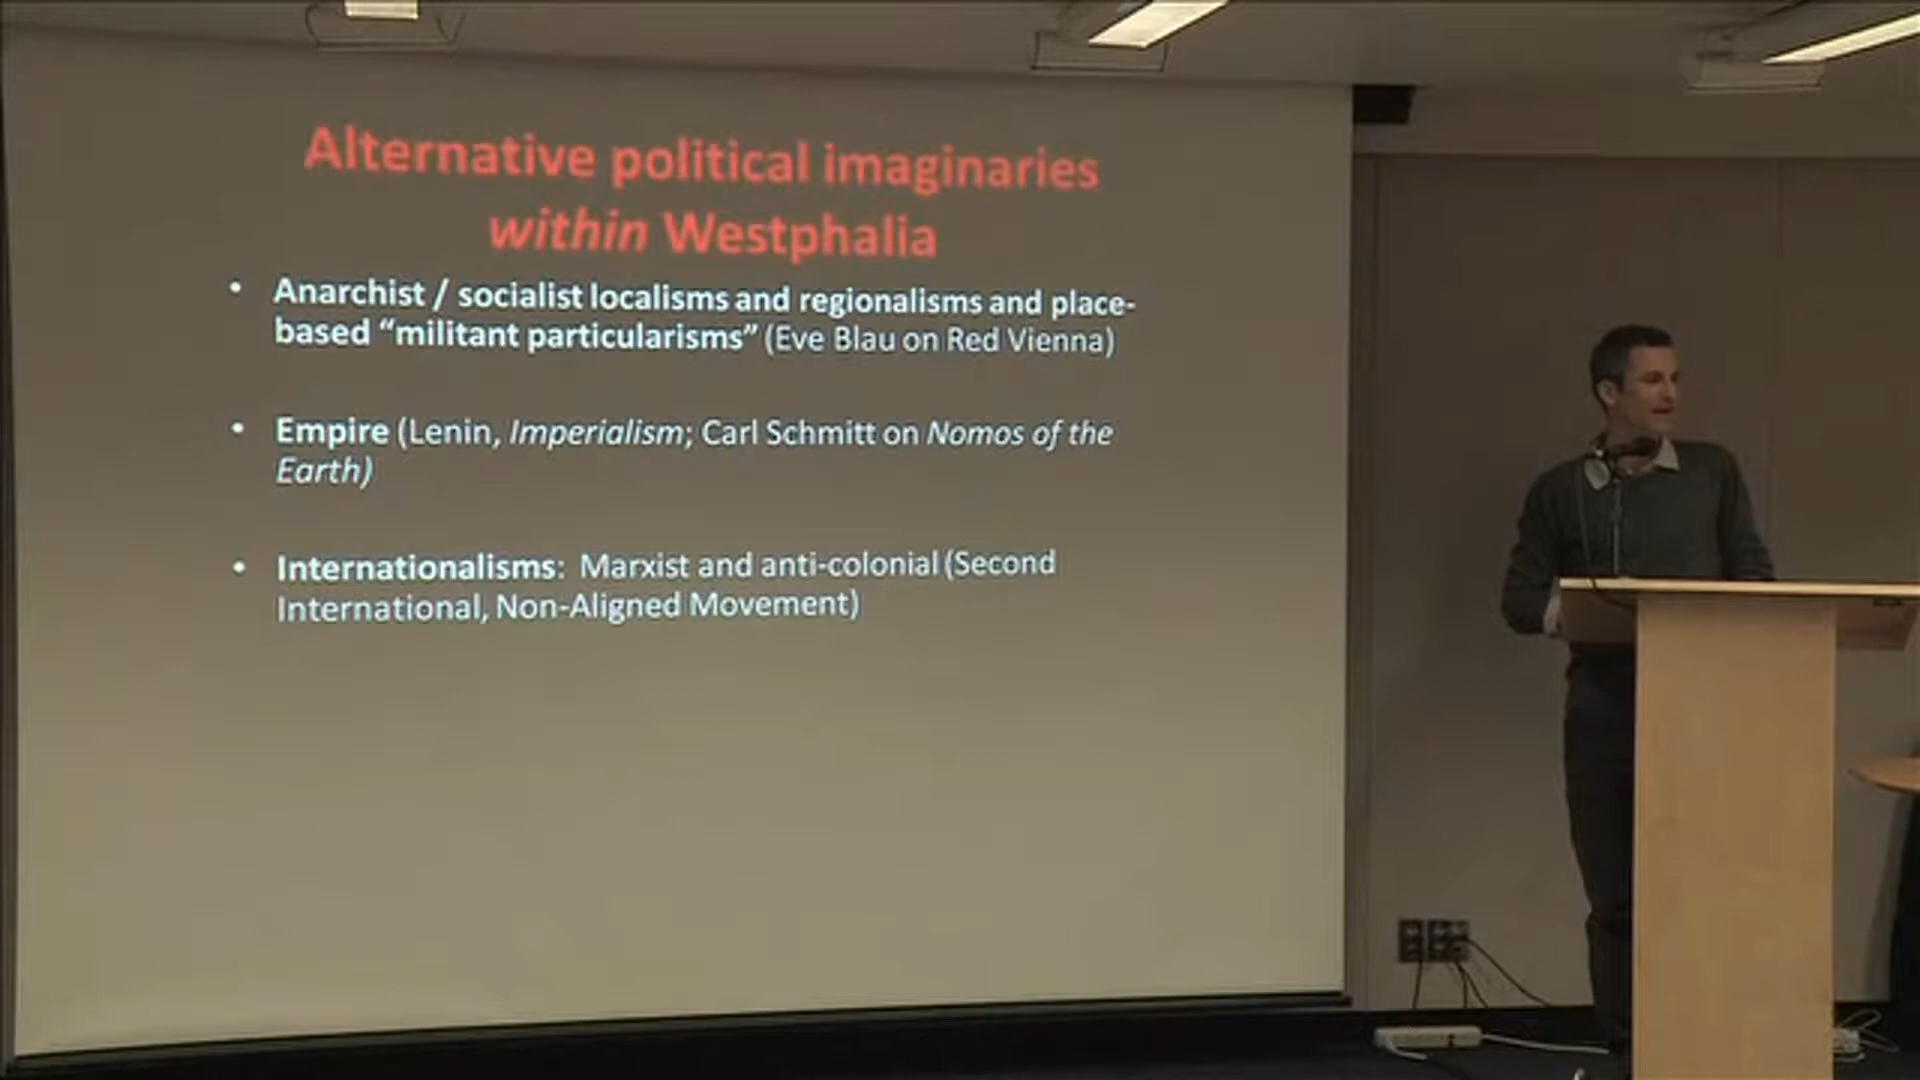 Alternative political imaginaries
within Westphalia
• Anarchist / socialist localisms and regionalisms and place-
based “militant particularisms” (Eve Blau on Red Vienna)
• Empire (Lenin, Imperialism; Carl Schmitt on Nomos of the
Earth)
• Internationalisms: Marxist and anti-colonial (Second
International, Non-Aligned Movement)